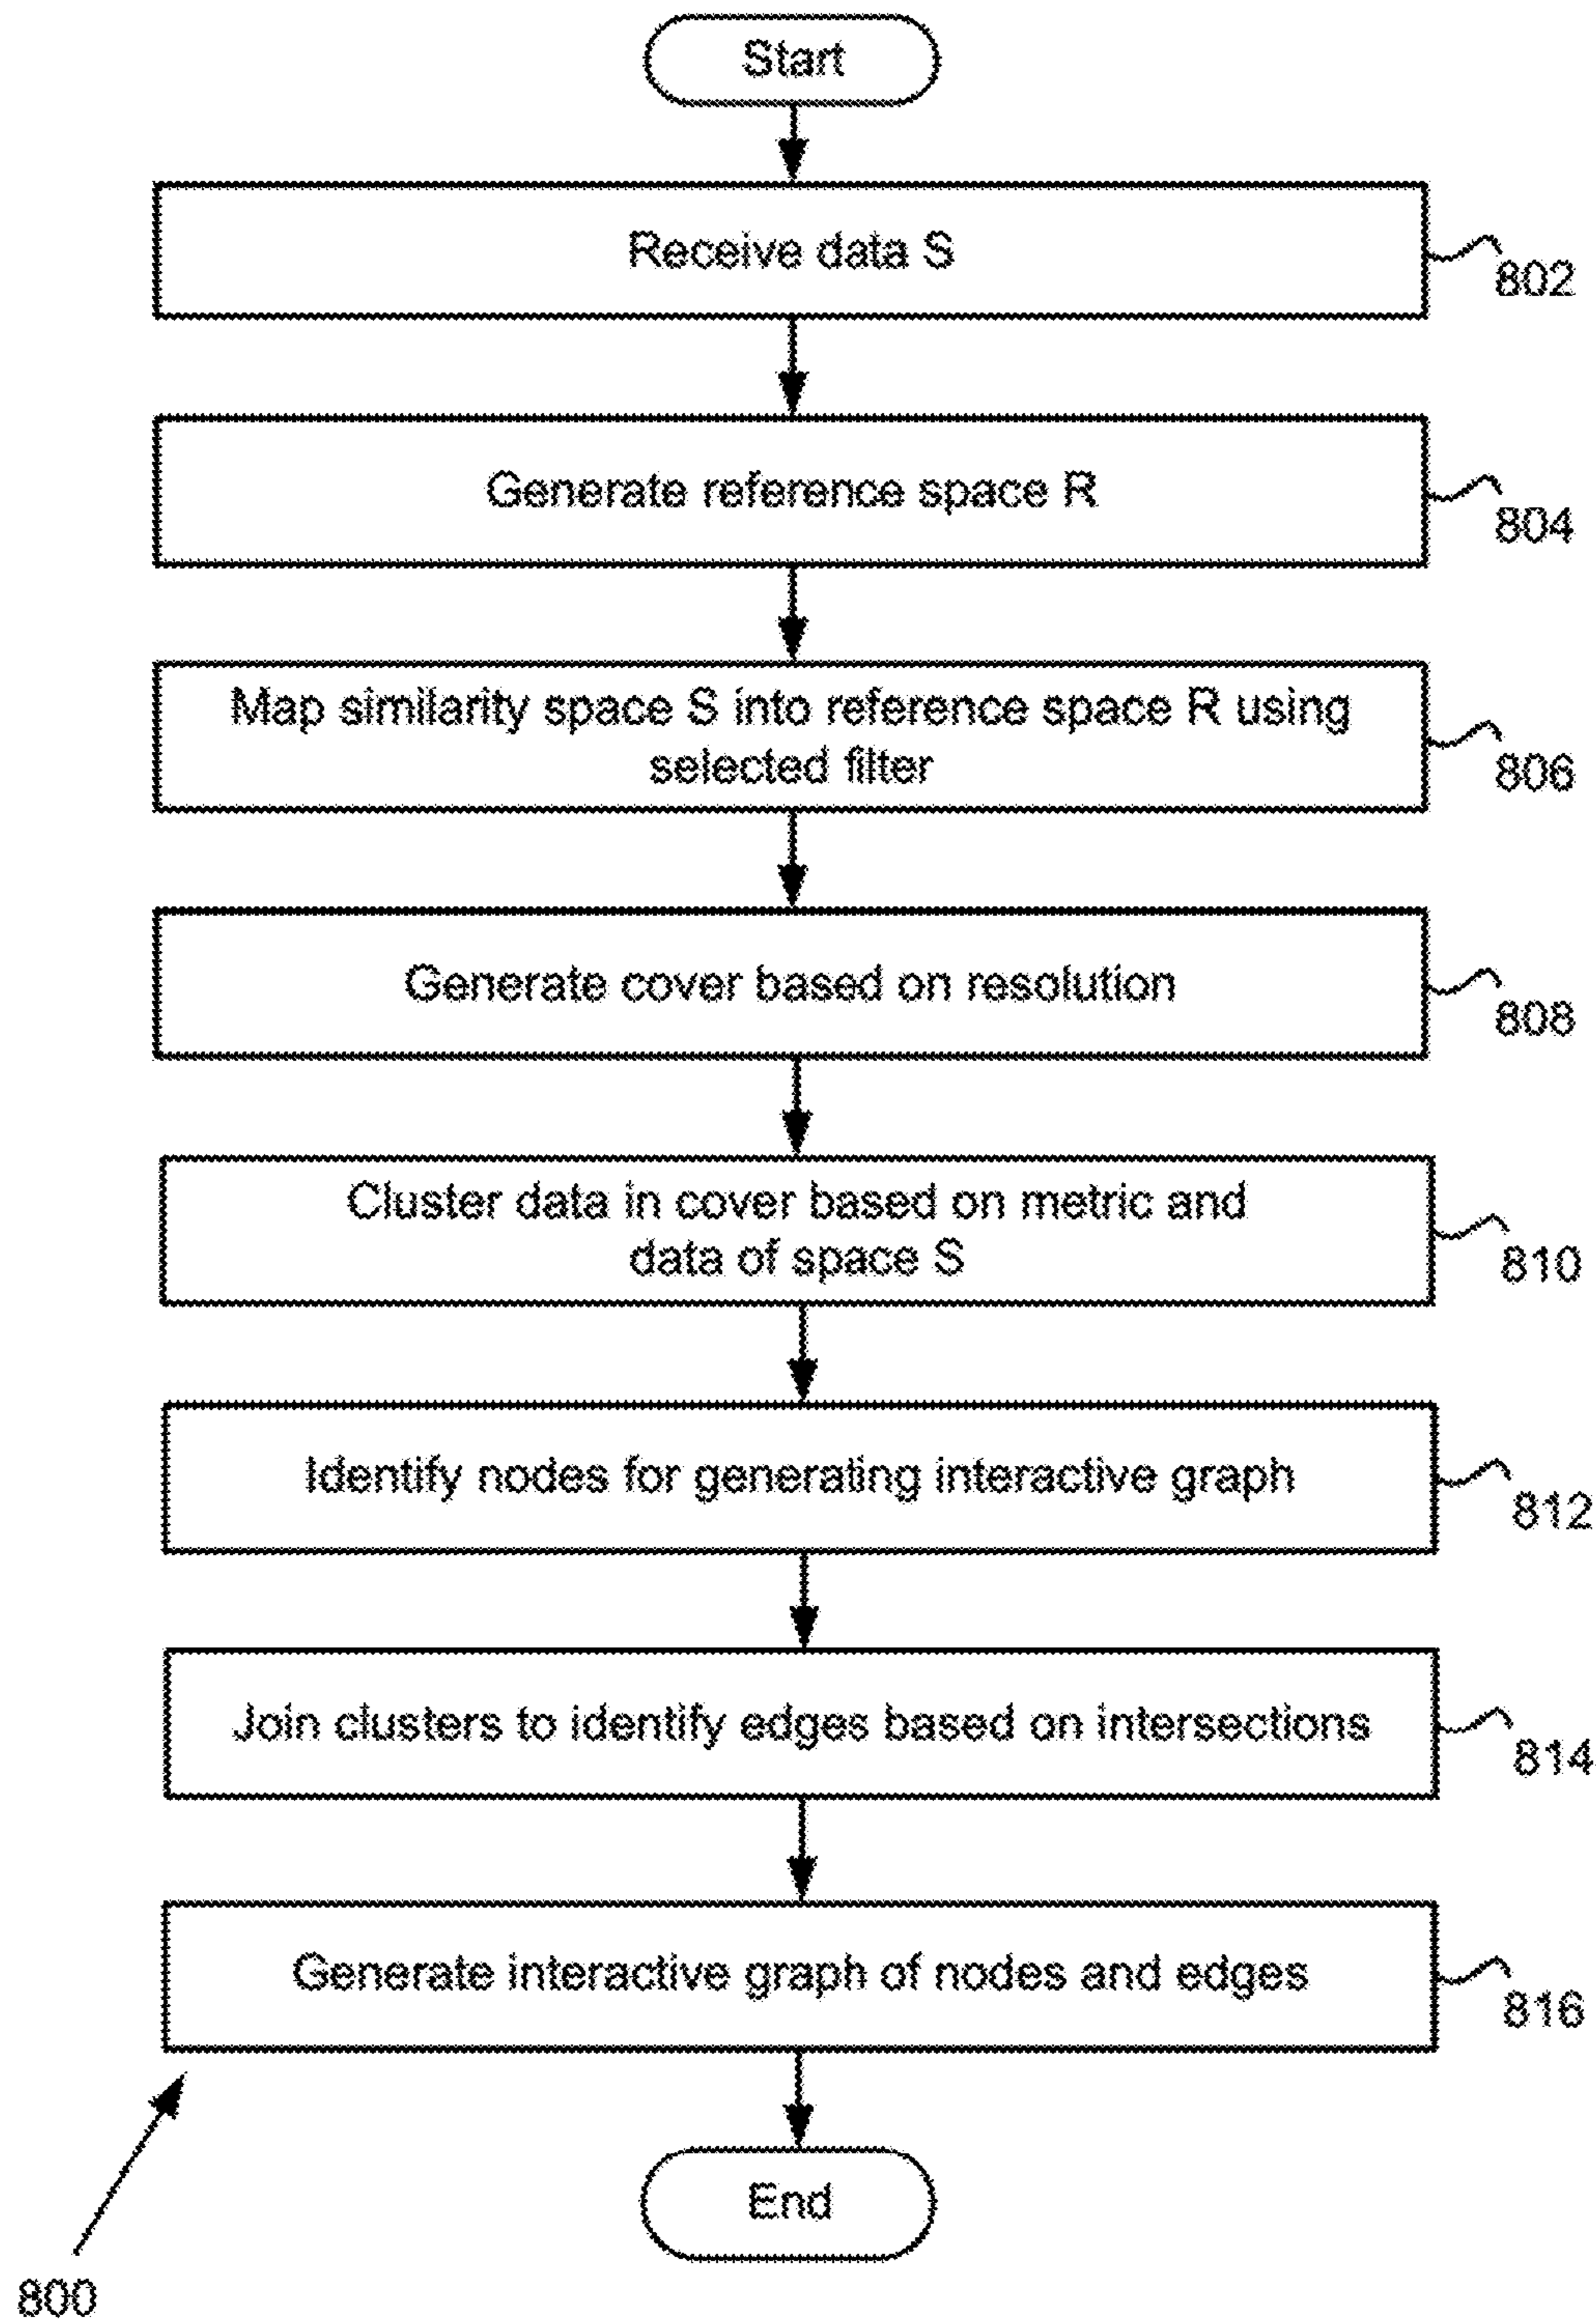 Start
Receive data S
802
Generate reference space R
804
Map similarity space S into reference space R using
selected filter
806
Generate cover based on resolution
808
Cluster data in cover based on metric and
data of space S
810
Identify nodes for generating interactive graph
812
Join clusters to identify edges based on intersections
814
Generate interactive graph of nodes and edges
816
End
800